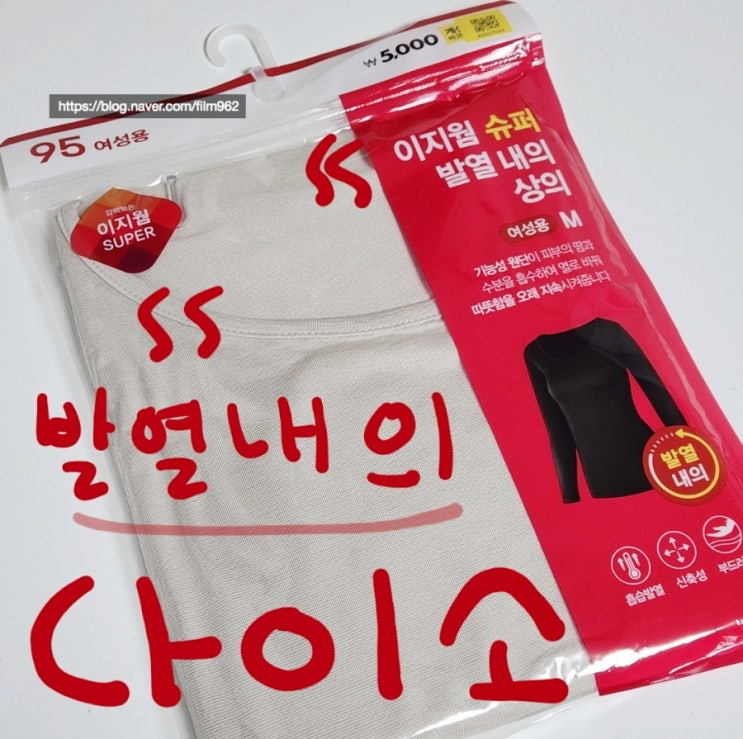 ₩5,000
https://blog.naver.com/film962
95 여성용
이지웜 슈퍼
발열 내의
상의
여성용 M
기능성 원단이 피부의 땀과
수분을 흡수하여 열로 바꿔
따뜻함을 오래 지속시켜줍니다
이지웜
SUPER
발열내의
다이소
발열
내의
흡습발열
신축성
부드러